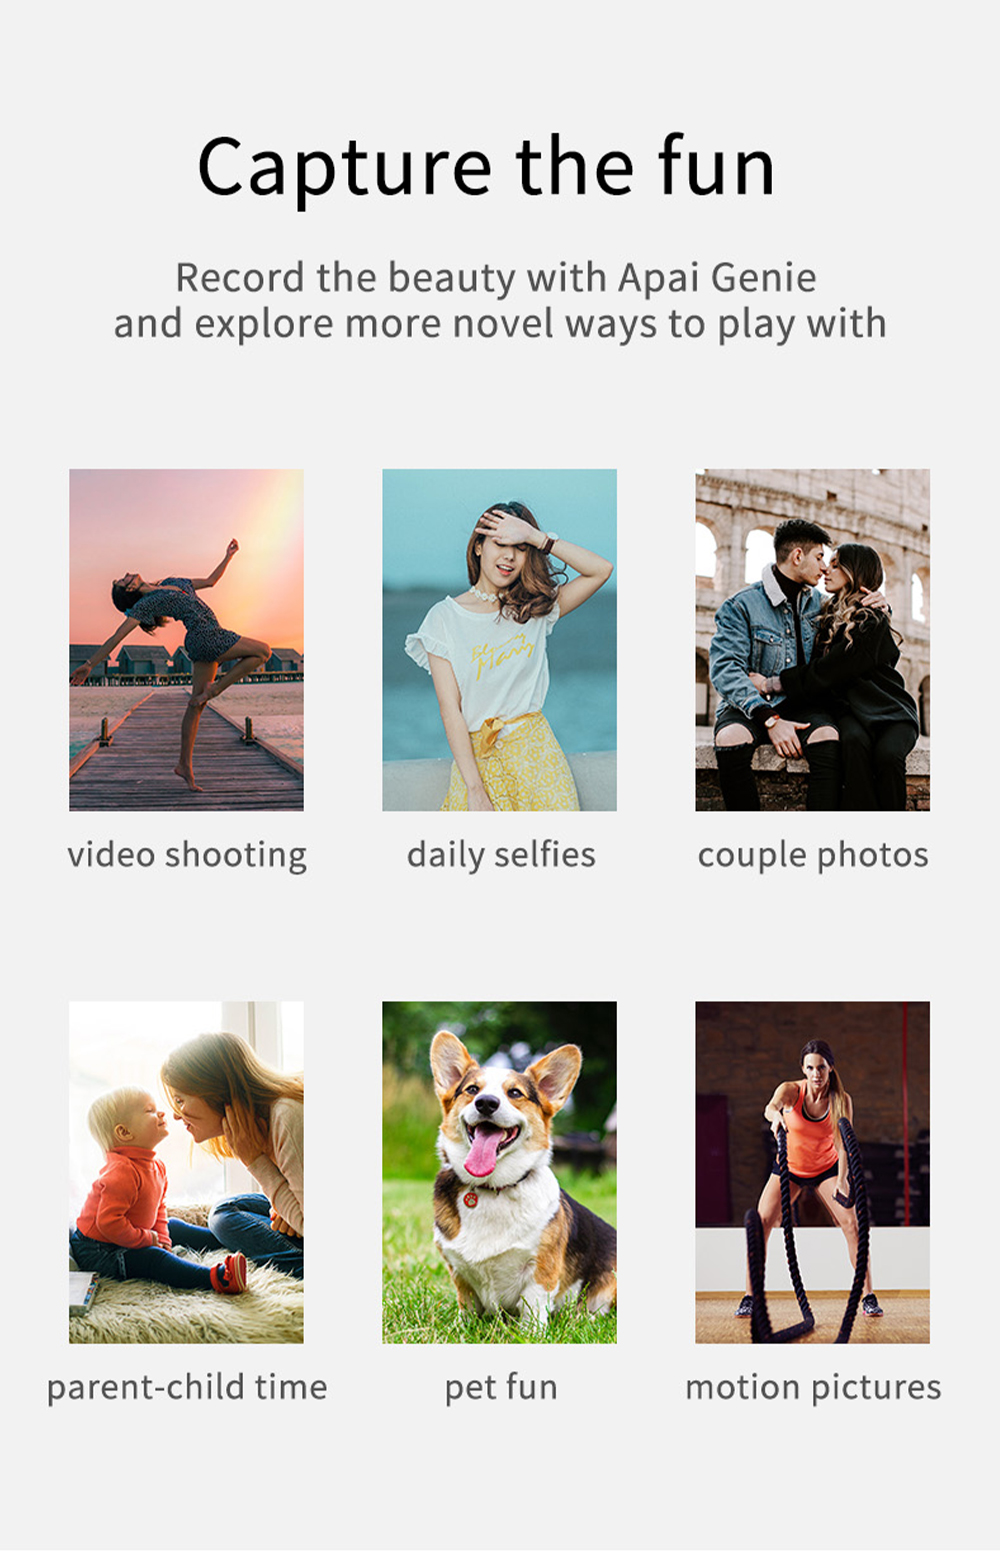 Capture the fun
Record the beauty with Apai Genie
and explore more novel ways to play with
video shooting
daily selfies
couple photos
parent-child time
pet fun
motion pictures